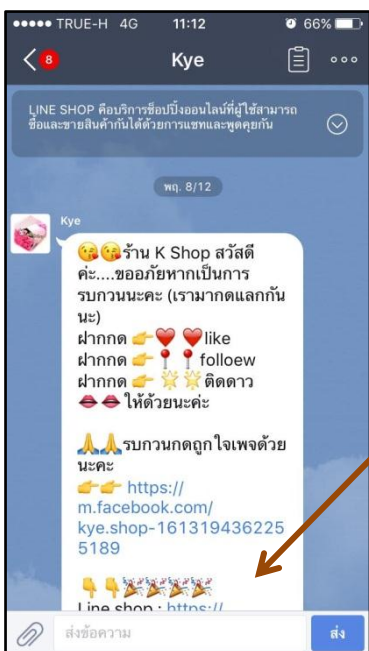 TRUE-H 4G 11:12 66%
8 Kye
LINE SHOP คือบริการช็อปปิ้งออนไลน์ที่ผู้ใช้สามารถ
ซื้อและขายสินค้ากันได้ด้วยการแชทและพูดคุยกัน
พฤ. 8/12
Kye
😘😘ร้าน K Shop สวัสดี
ค่ะ....ขออภัยหากเป็นการ
รบกวนนะคะ (เรามากดแลกกัน
นะ)
ฝากกด 👉❤️ ❤️like
ฝากกด 👉📍📍folloew
ฝากกด 👉🌟🌟ติดดาว
👄👄 ให้ด้วยนะค่ะ
🙏🙏รบกวนกดถูกใจเพจด้วย
นะคะ
👉👉 https://
m.facebook.com/
kye.shop-161319436225
5189
👇👇🎉🎉🎉🎉
Line shop : https://
ส่งข้อความ ส่ง